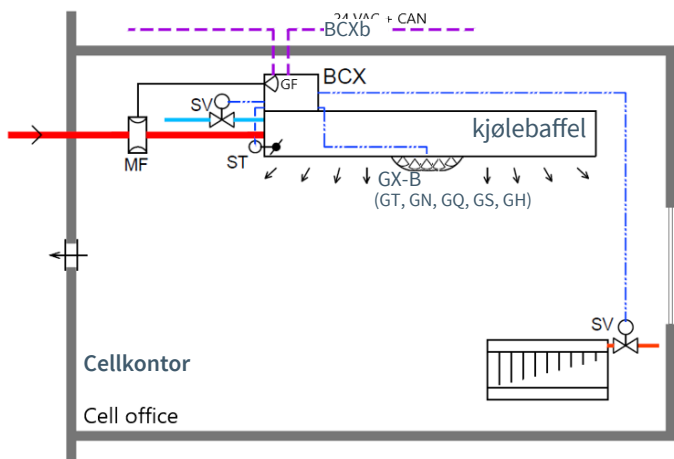 24 VAC + CAN
BCXb
GF
BCX
SV
kjølebaffel
MF
ST
GX-B
(GT, GN, GQ, GS, GH)
SV
Cellkontor
Cell office